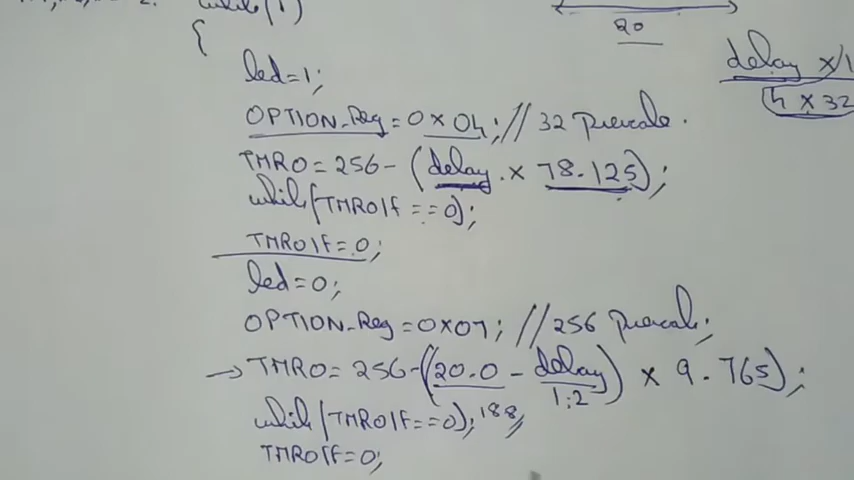 while(1)
{
20
led=1;
delay x/1
4 x 32
OPTION_Reg=0x04; // 32 prescale.
TMR0=256-(delay.x 78.125);
while(TMR0If==0);
TMR0If=0;
led=0;
OPTION_Reg=0x07; // 256 Prescale;
→ TMR0=256-((20.0-delay) x 9.765);
1:2
while(TMR0If==0); 188,
TMR0If=0;